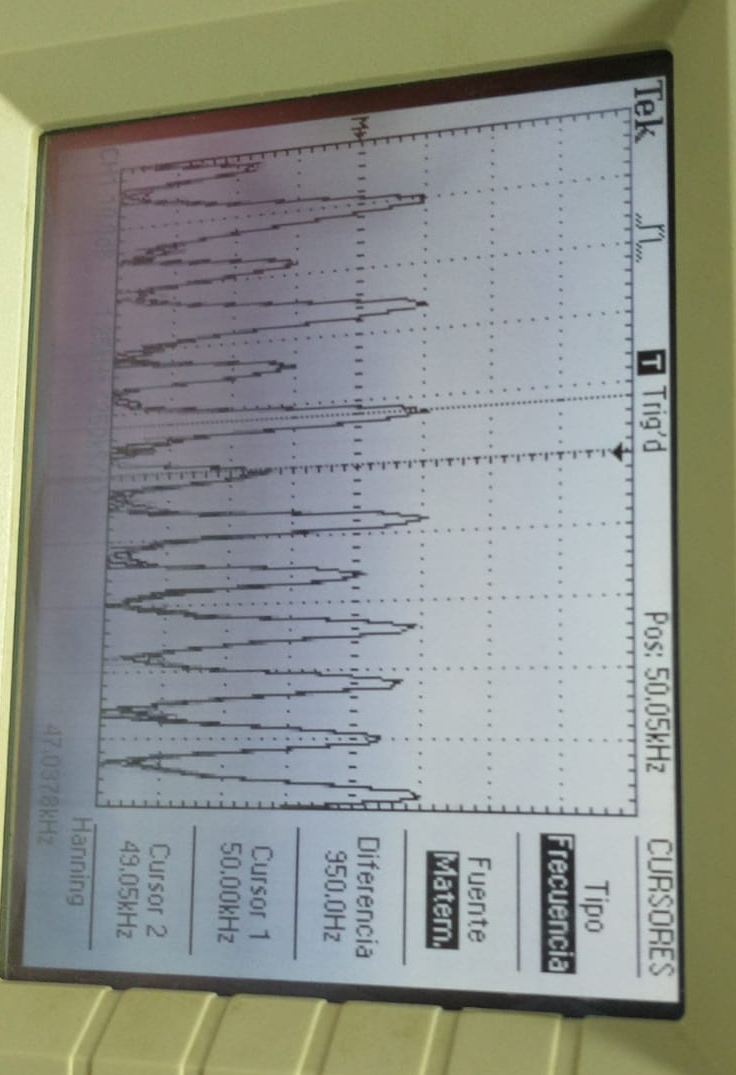 Tek
T Trig'd
Pos: 50.05kHz
CURSORES
M
Tipo
Frecuencia
Fuente
Matem.
Diferencia
950.0Hz
Cursor 1
50.00kHz
Cursor 2
49.05kHz
Hanning
47.0378kHz